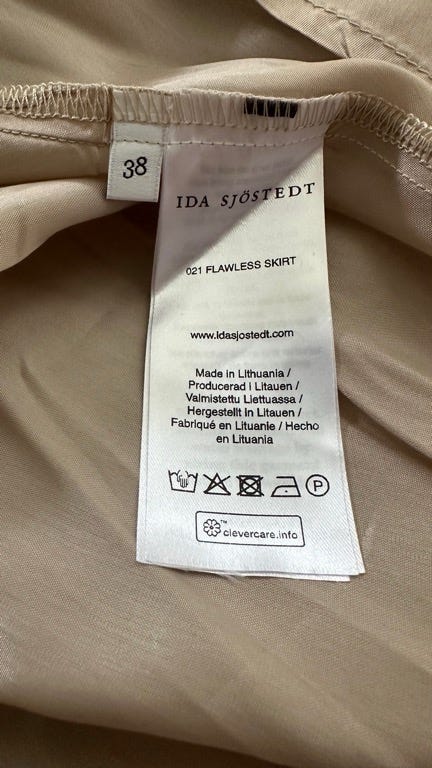 38
IDA SJÖSTEDT
021 FLAWLESS SKIRT
www.idasjostedt.com
Made in Lithuania /
Producerad i Litauen /
Valmistettu Liettuassa /
Hergestellt in Litauen /
Fabriqué en Lituanie / Hecho
en Lituania
P
™
clevercare.info